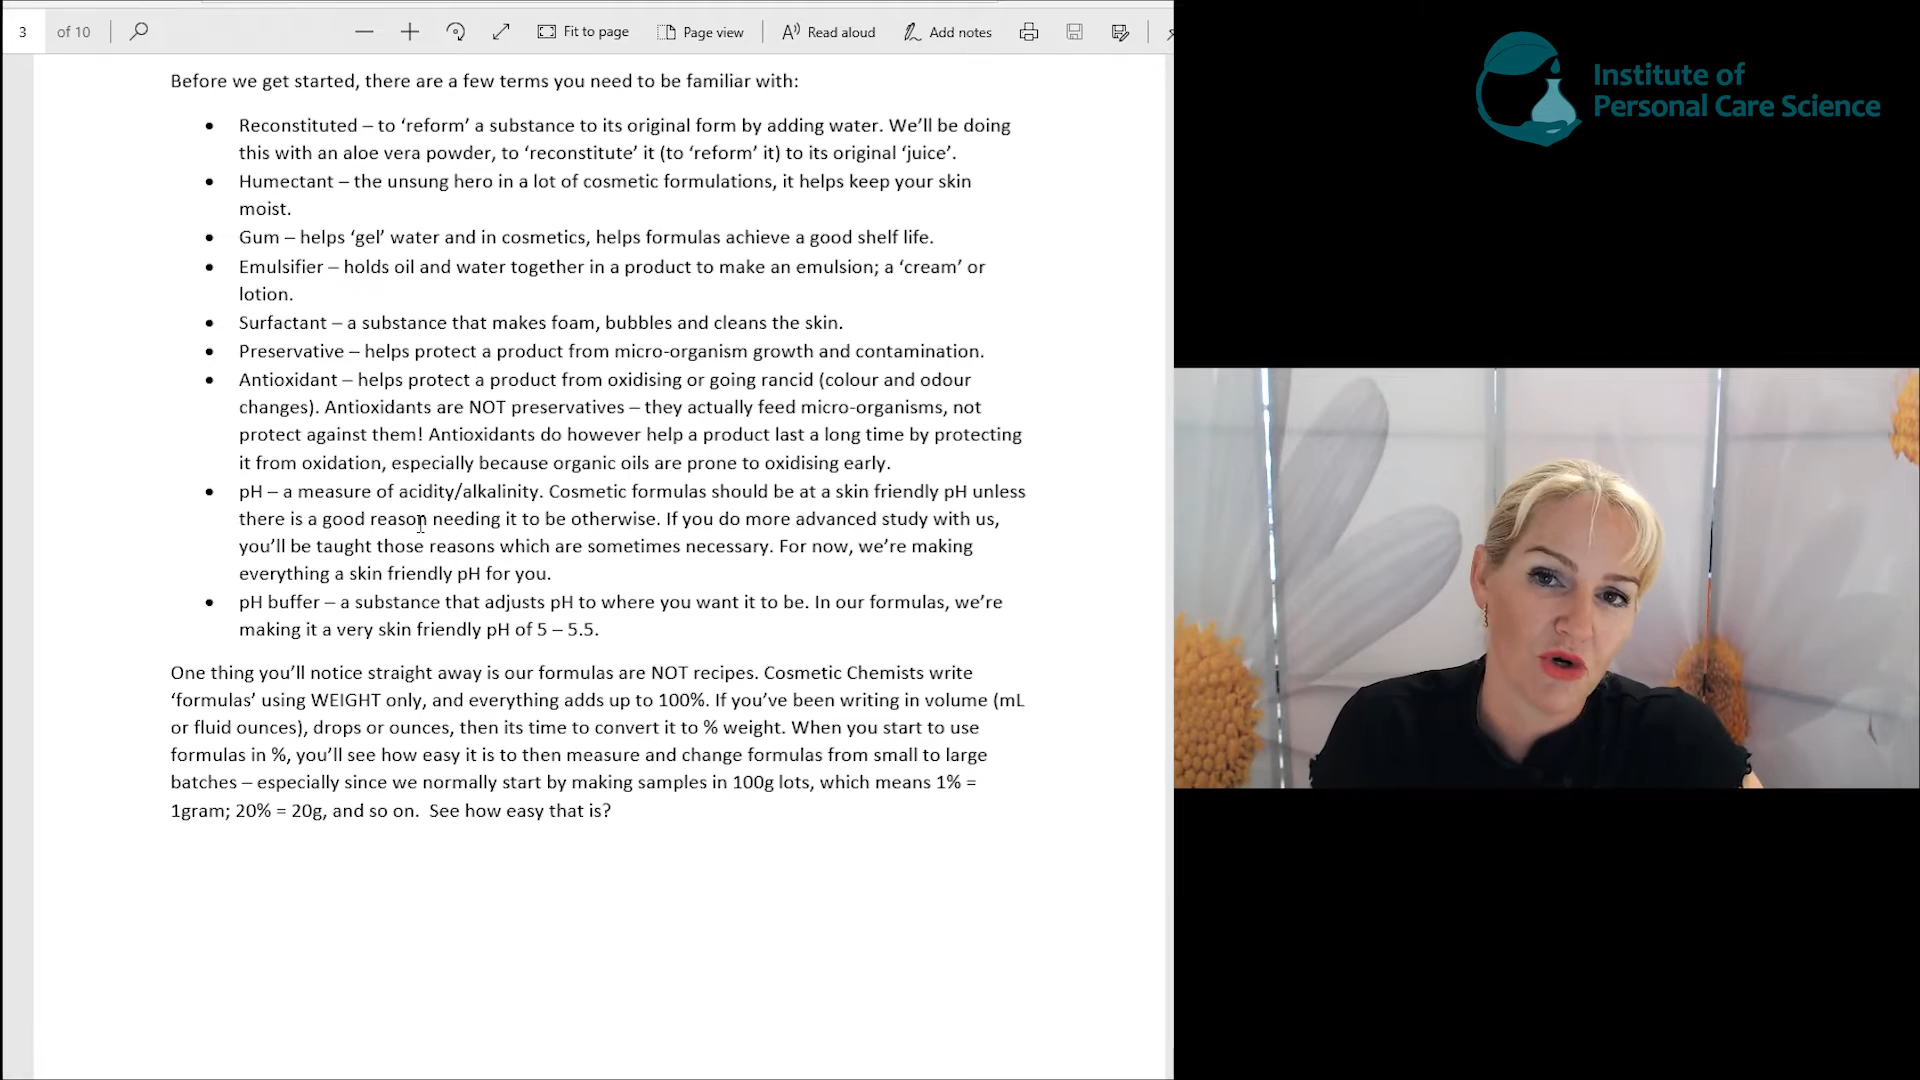 3 of 10 Fit to page Page view Read aloud Add notes
Before we get started, there are a few terms you need to be familiar with:
• Reconstituted – to ‘reform’ a substance to its original form by adding water. We’ll be doing
this with an aloe vera powder, to ‘reconstitute’ it (to ‘reform’ it) to its original ‘juice’.
• Humectant – the unsung hero in a lot of cosmetic formulations, it helps keep your skin
moist.
• Gum – helps ‘gel’ water and in cosmetics, helps formulas achieve a good shelf life.
• Emulsifier – holds oil and water together in a product to make an emulsion; a ‘cream’ or
lotion.
• Surfactant – a substance that makes foam, bubbles and cleans the skin.
• Preservative – helps protect a product from micro-organism growth and contamination.
• Antioxidant – helps protect a product from oxidising or going rancid (colour and odour
changes). Antioxidants are NOT preservatives – they actually feed micro-organisms, not
protect against them! Antioxidants do however help a product last a long time by protecting
it from oxidation, especially because organic oils are prone to oxidising early.
• pH – a measure of acidity/alkalinity. Cosmetic formulas should be at a skin friendly pH unless
there is a good reason needing it to be otherwise. If you do more advanced study with us,
you’ll be taught those reasons which are sometimes necessary. For now, we’re making
everything a skin friendly pH for you.
• pH buffer – a substance that adjusts pH to where you want it to be. In our formulas, we’re
making it a very skin friendly pH of 5 – 5.5.
One thing you’ll notice straight away is our formulas are NOT recipes. Cosmetic Chemists write
‘formulas’ using WEIGHT only, and everything adds up to 100%. If you’ve been writing in volume (mL
or fluid ounces), drops or ounces, then its time to convert it to % weight. When you start to use
formulas in %, you’ll see how easy it is to then measure and change formulas from small to large
batches – especially since we normally start by making samples in 100g lots, which means 1% =
1gram; 20% = 20g, and so on.  See how easy that is?
Institute of
Personal Care Science